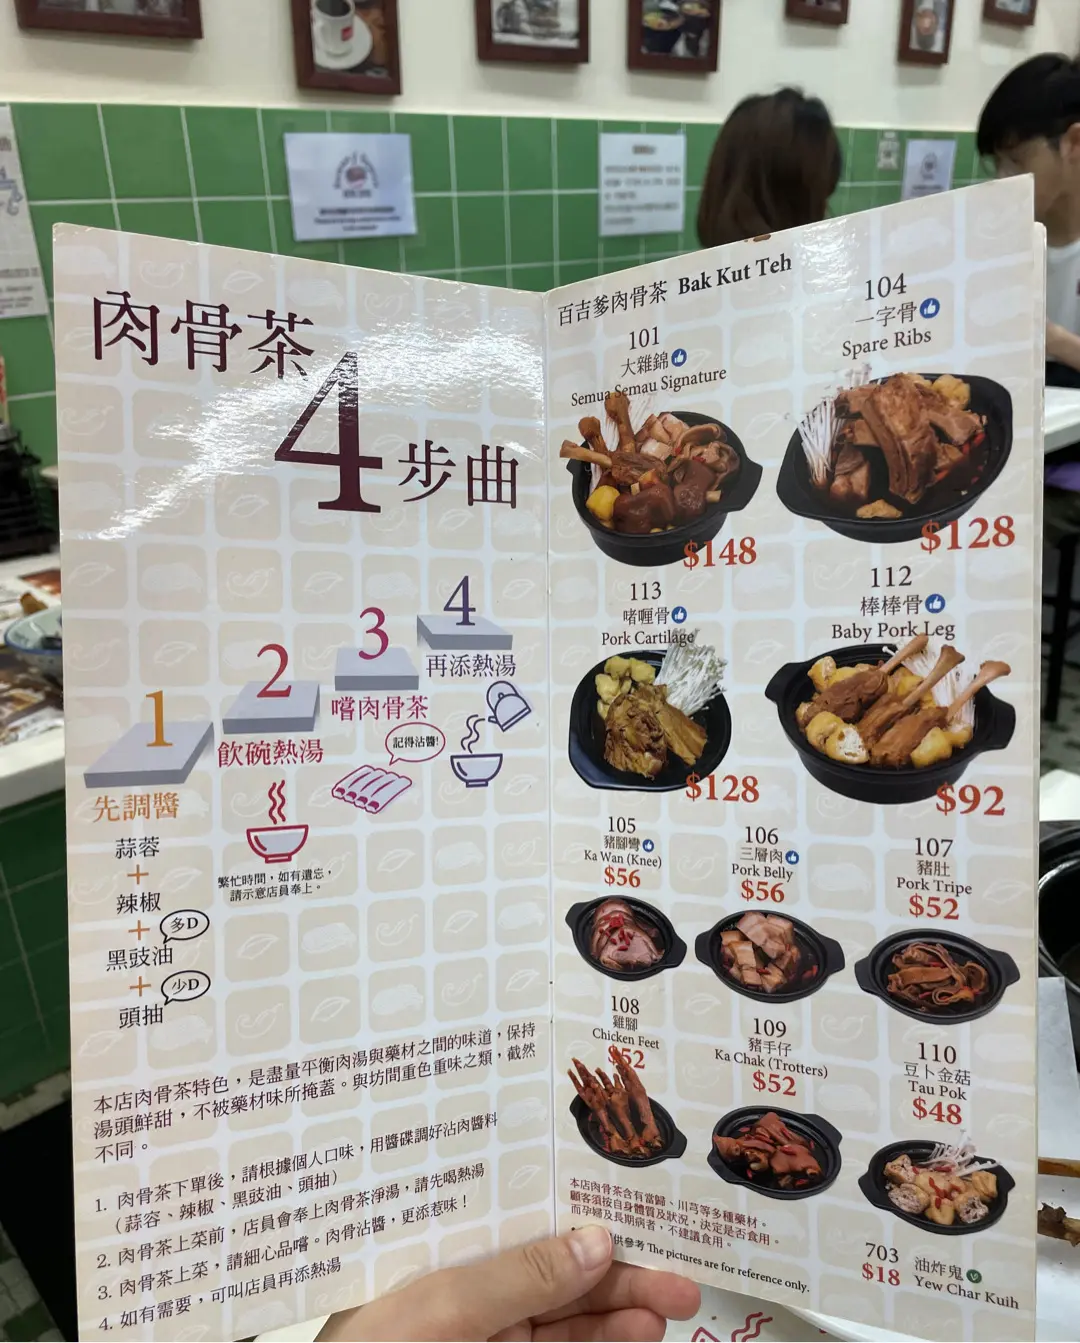 肉骨茶
4步曲
1
先調醬
蒜蓉
+
辣椒
+
多D
黑豉油
+
少D
頭抽
2
飲碗熱湯
繁忙時間，如有遺忘，
請示意店員奉上。
3
嚐肉骨茶
記得沾醬!
4
再添熱湯
本店肉骨茶特色，是盡量平衡肉湯與藥材之間的味道，保持
湯頭鮮甜，不被藥材味所掩蓋。與坊間重色重味之類，截然
不同。
1. 肉骨茶下單後，請根據個人口味，用醬碟調好沾肉醬料
（蒜容、辣椒、黑豉油、頭抽）
2. 肉骨茶上菜前，店員會奉上肉骨茶淨湯，請先喝熱湯
3. 肉骨茶上菜，請細心品嚐。肉骨沾醬，更添惹味！
4. 如有需要，可叫店員再添熱湯
百吉爹肉骨茶 Bak Kut Teh
101
大雜錦
Semua Semau Signature
$148
104
一字骨
Spare Ribs
$128
113
啫喱骨
Pork Cartilage
$128
112
棒棒骨
Baby Pork Leg
$92
105
豬腳彎
Ka Wan (Knee)
$56
106
三層肉
Pork Belly
$56
107
豬肚
Pork Tripe
$52
108
雞腳
Chicken Feet
$52
109
豬手仔
Ka Chak (Trotters)
$52
110
豆卜金菇
Tau Pok
$48
本店肉骨茶含有當歸、川芎等多種藥材。
顧客須按自身體質及狀況，決定是否食用。
而孕婦及長期病者，不建議食用。
供參考 The pictures are for reference only.
703 油炸鬼
$18 Yew Char Kuih